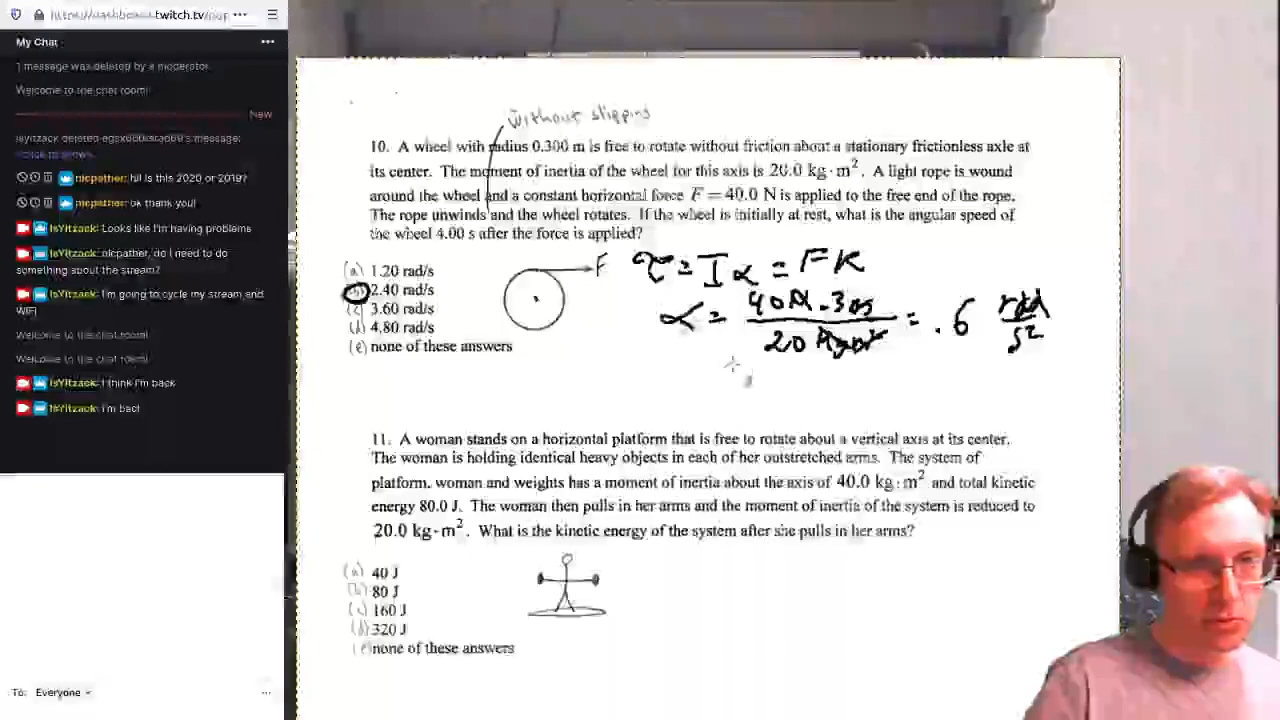 dashboard.twitch.tv/
My Chat
1 message was deleted by a moderator.
Welcome to the chat room!
New
nicpather: hi! Is this 2020 or 2019?
nicpather: ok thank you!
IsYitzack: Looks like I'm having problems
IsYitzack: nicpather, do I need to
do something about the stream?
IsYitzack: I'm going to cycle my stream and
WiFi
Welcome to the chat room!
Welcome to the chat room!
IsYitzack: I think I'm back
IsYitzack: I'm back
To: Everyone
without slipping
10. A wheel with radius 0.300 m is free to rotate without friction about a stationary frictionless axle at
its center. The moment of inertia of the wheel for this axis is 20.0 kg·m². A light rope is wound
around the wheel and a constant horizontal force F = 40.0 N is applied to the free end of the rope.
The rope unwinds and the wheel rotates. If the wheel is initially at rest, what is the angular speed of
the wheel 4.00 s after the force is applied?
(a) 1.20 rad/s
2.40 rad/s
(c) 3.60 rad/s
(d) 4.80 rad/s
(e) none of these answers
F
τ = Iα = FR
α = 40N·.3m / 20 kgm² = .6 rad/s²
11. A woman stands on a horizontal platform that is free to rotate about a vertical axis at its center.
The woman is holding identical heavy objects in each of her outstretched arms. The system of
platform, woman and weights has a moment of inertia about the axis of 40.0 kg·m² and total kinetic
energy 80.0 J. The woman then pulls in her arms and the moment of inertia of the system is reduced to
20.0 kg·m². What is the kinetic energy of the system after she pulls in her arms?
(a) 40 J
(b) 80 J
(c) 160 J
(d) 320 J
(e) none of these answers